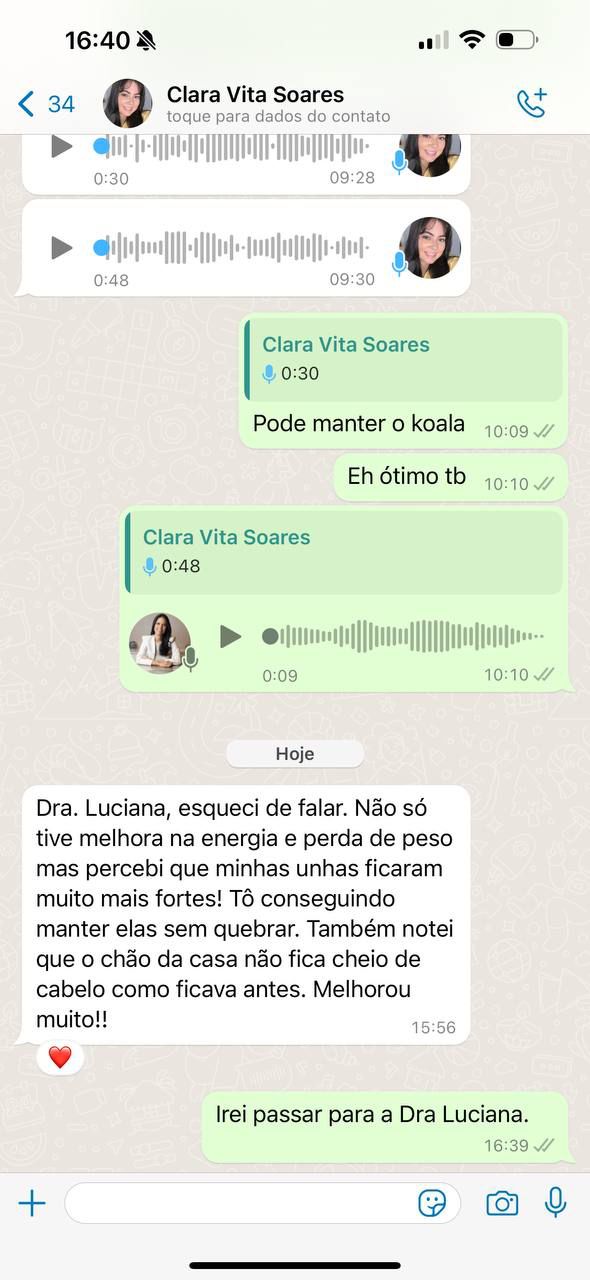 16:40
34
Clara Vita Soares
toque para dados do contato
0:30 09:28
0:48 09:30
Clara Vita Soares
0:30
Pode manter o koala 10:09
Eh ótimo tb 10:10
Clara Vita Soares
0:48
0:09 10:10
Hoje
Dra. Luciana, esqueci de falar. Não só
tive melhora na energia e perda de peso
mas percebi que minhas unhas ficaram
muito mais fortes! Tô conseguindo
manter elas sem quebrar. Também notei
que o chão da casa não fica cheio de
cabelo como ficava antes. Melhorou
muito!! 15:56
Irei passar para a Dra Luciana.
16:39